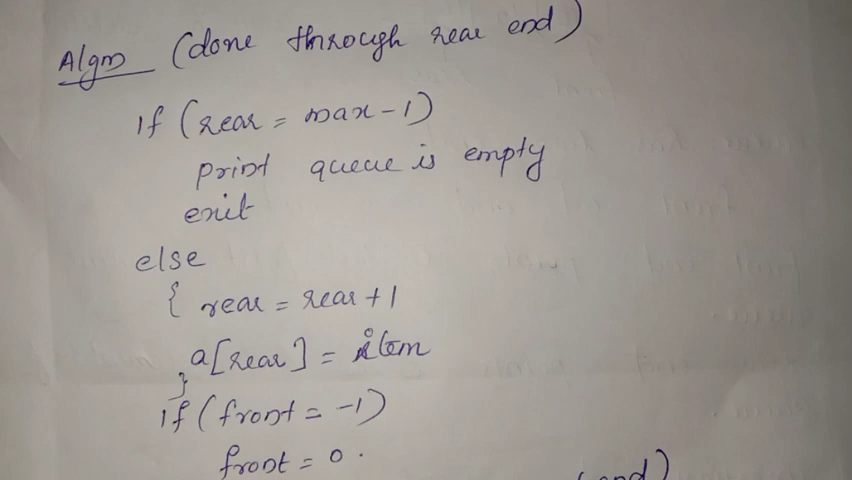 Algm (done through rear end)
If (rear = max - 1)
print queue is empty
exit
else
{ rear = rear + 1
a[rear] = item
}
if (front = -1)
front = 0.
end)